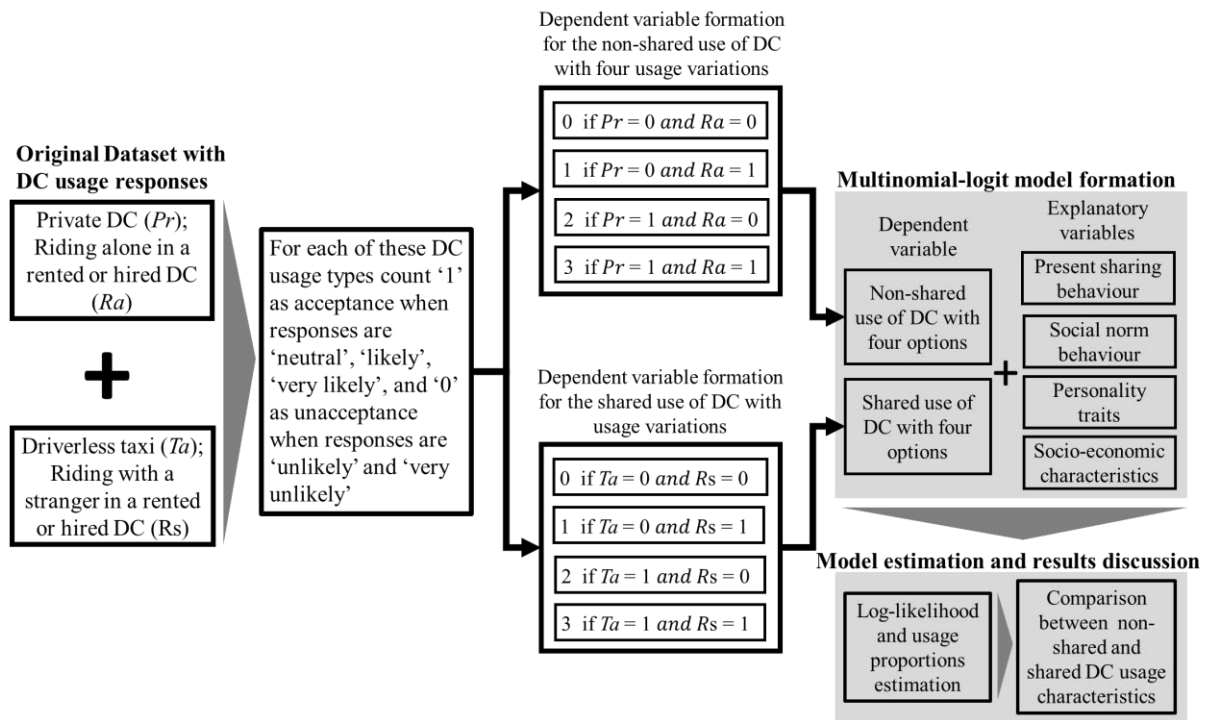 Original Dataset with
DC usage responses
Private DC (Pr);
Riding alone in a
rented or hired DC
(Ra)
+
Driverless taxi (Ta);
Riding with a
stranger in a rented
or hired DC (Rs)
For each of these DC
usage types count ‘1’
as acceptance when
responses are
‘neutral’, ‘likely’,
‘very likely’, and ‘0’
as unacceptance
when responses are
‘unlikely’ and ‘very
unlikely’
Dependent variable formation
for the non-shared use of DC
with four usage variations
0 if Pr = 0 and Ra = 0
1 if Pr = 0 and Ra = 1
2 if Pr = 1 and Ra = 0
3 if Pr = 1 and Ra = 1
Dependent variable formation
for the shared use of DC with
usage variations
0 if Ta = 0 and Rs = 0
1 if Ta = 0 and Rs = 1
2 if Ta = 1 and Rs = 0
3 if Ta = 1 and Rs = 1
Multinomial-logit model formation
Dependent
variable
Non-shared
use of DC with
four options
Shared use of
DC with four
options
+
Explanatory
variables
Present sharing
behaviour
Social norm
behaviour
Personality
traits
Socio-economic
characteristics
Model estimation and results discussion
Log-likelihood
and usage
proportions
estimation
Comparison
between non-
shared and
shared DC usage
characteristics